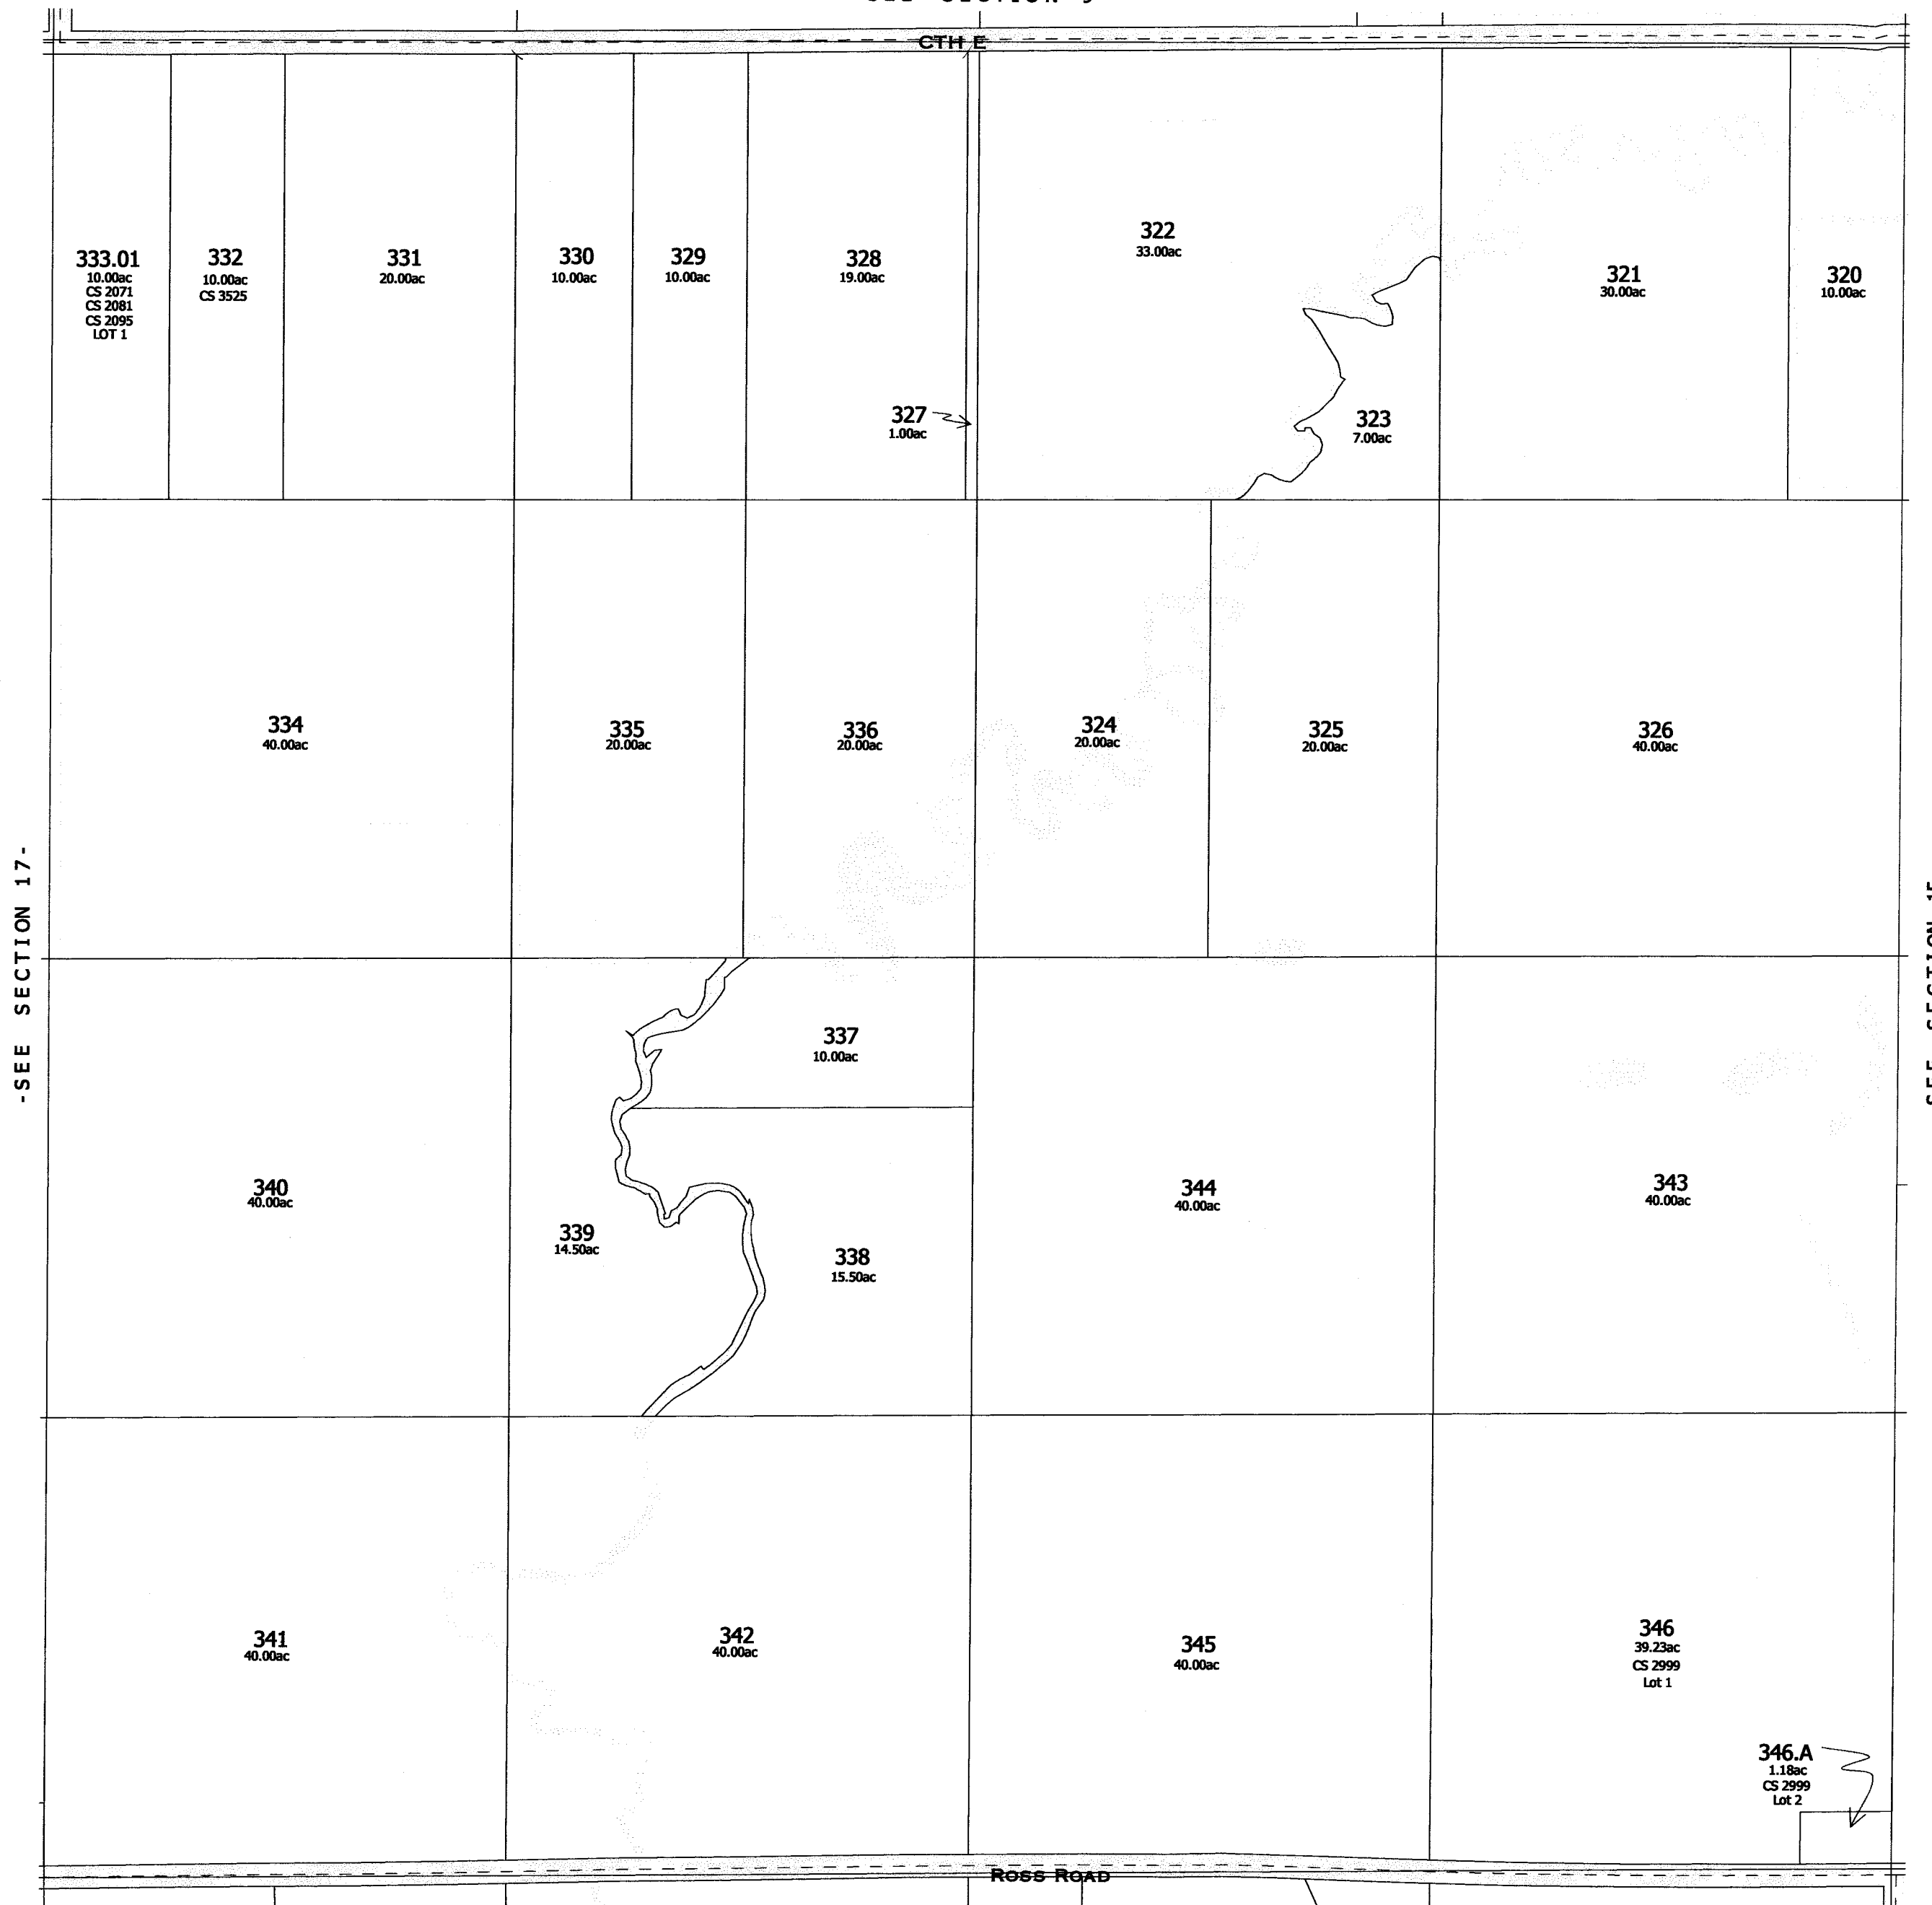 CTH E
333.01
10.00ac
CS 2071
CS 2081
CS 2095
LOT 1
332
10.00ac
CS 3525
331
20.00ac
330
10.00ac
329
10.00ac
328
19.00ac
327
1.00ac
322
33.00ac
323
7.00ac
321
30.00ac
320
10.00ac
334
40.00ac
335
20.00ac
336
20.00ac
324
20.00ac
325
20.00ac
326
40.00ac
-SEE SECTION 17-
340
40.00ac
339
14.50ac
337
10.00ac
338
15.50ac
344
40.00ac
343
40.00ac
341
40.00ac
342
40.00ac
345
40.00ac
346
39.23ac
CS 2999
Lot 1
346.A
1.18ac
CS 2999
Lot 2
ROSS ROAD